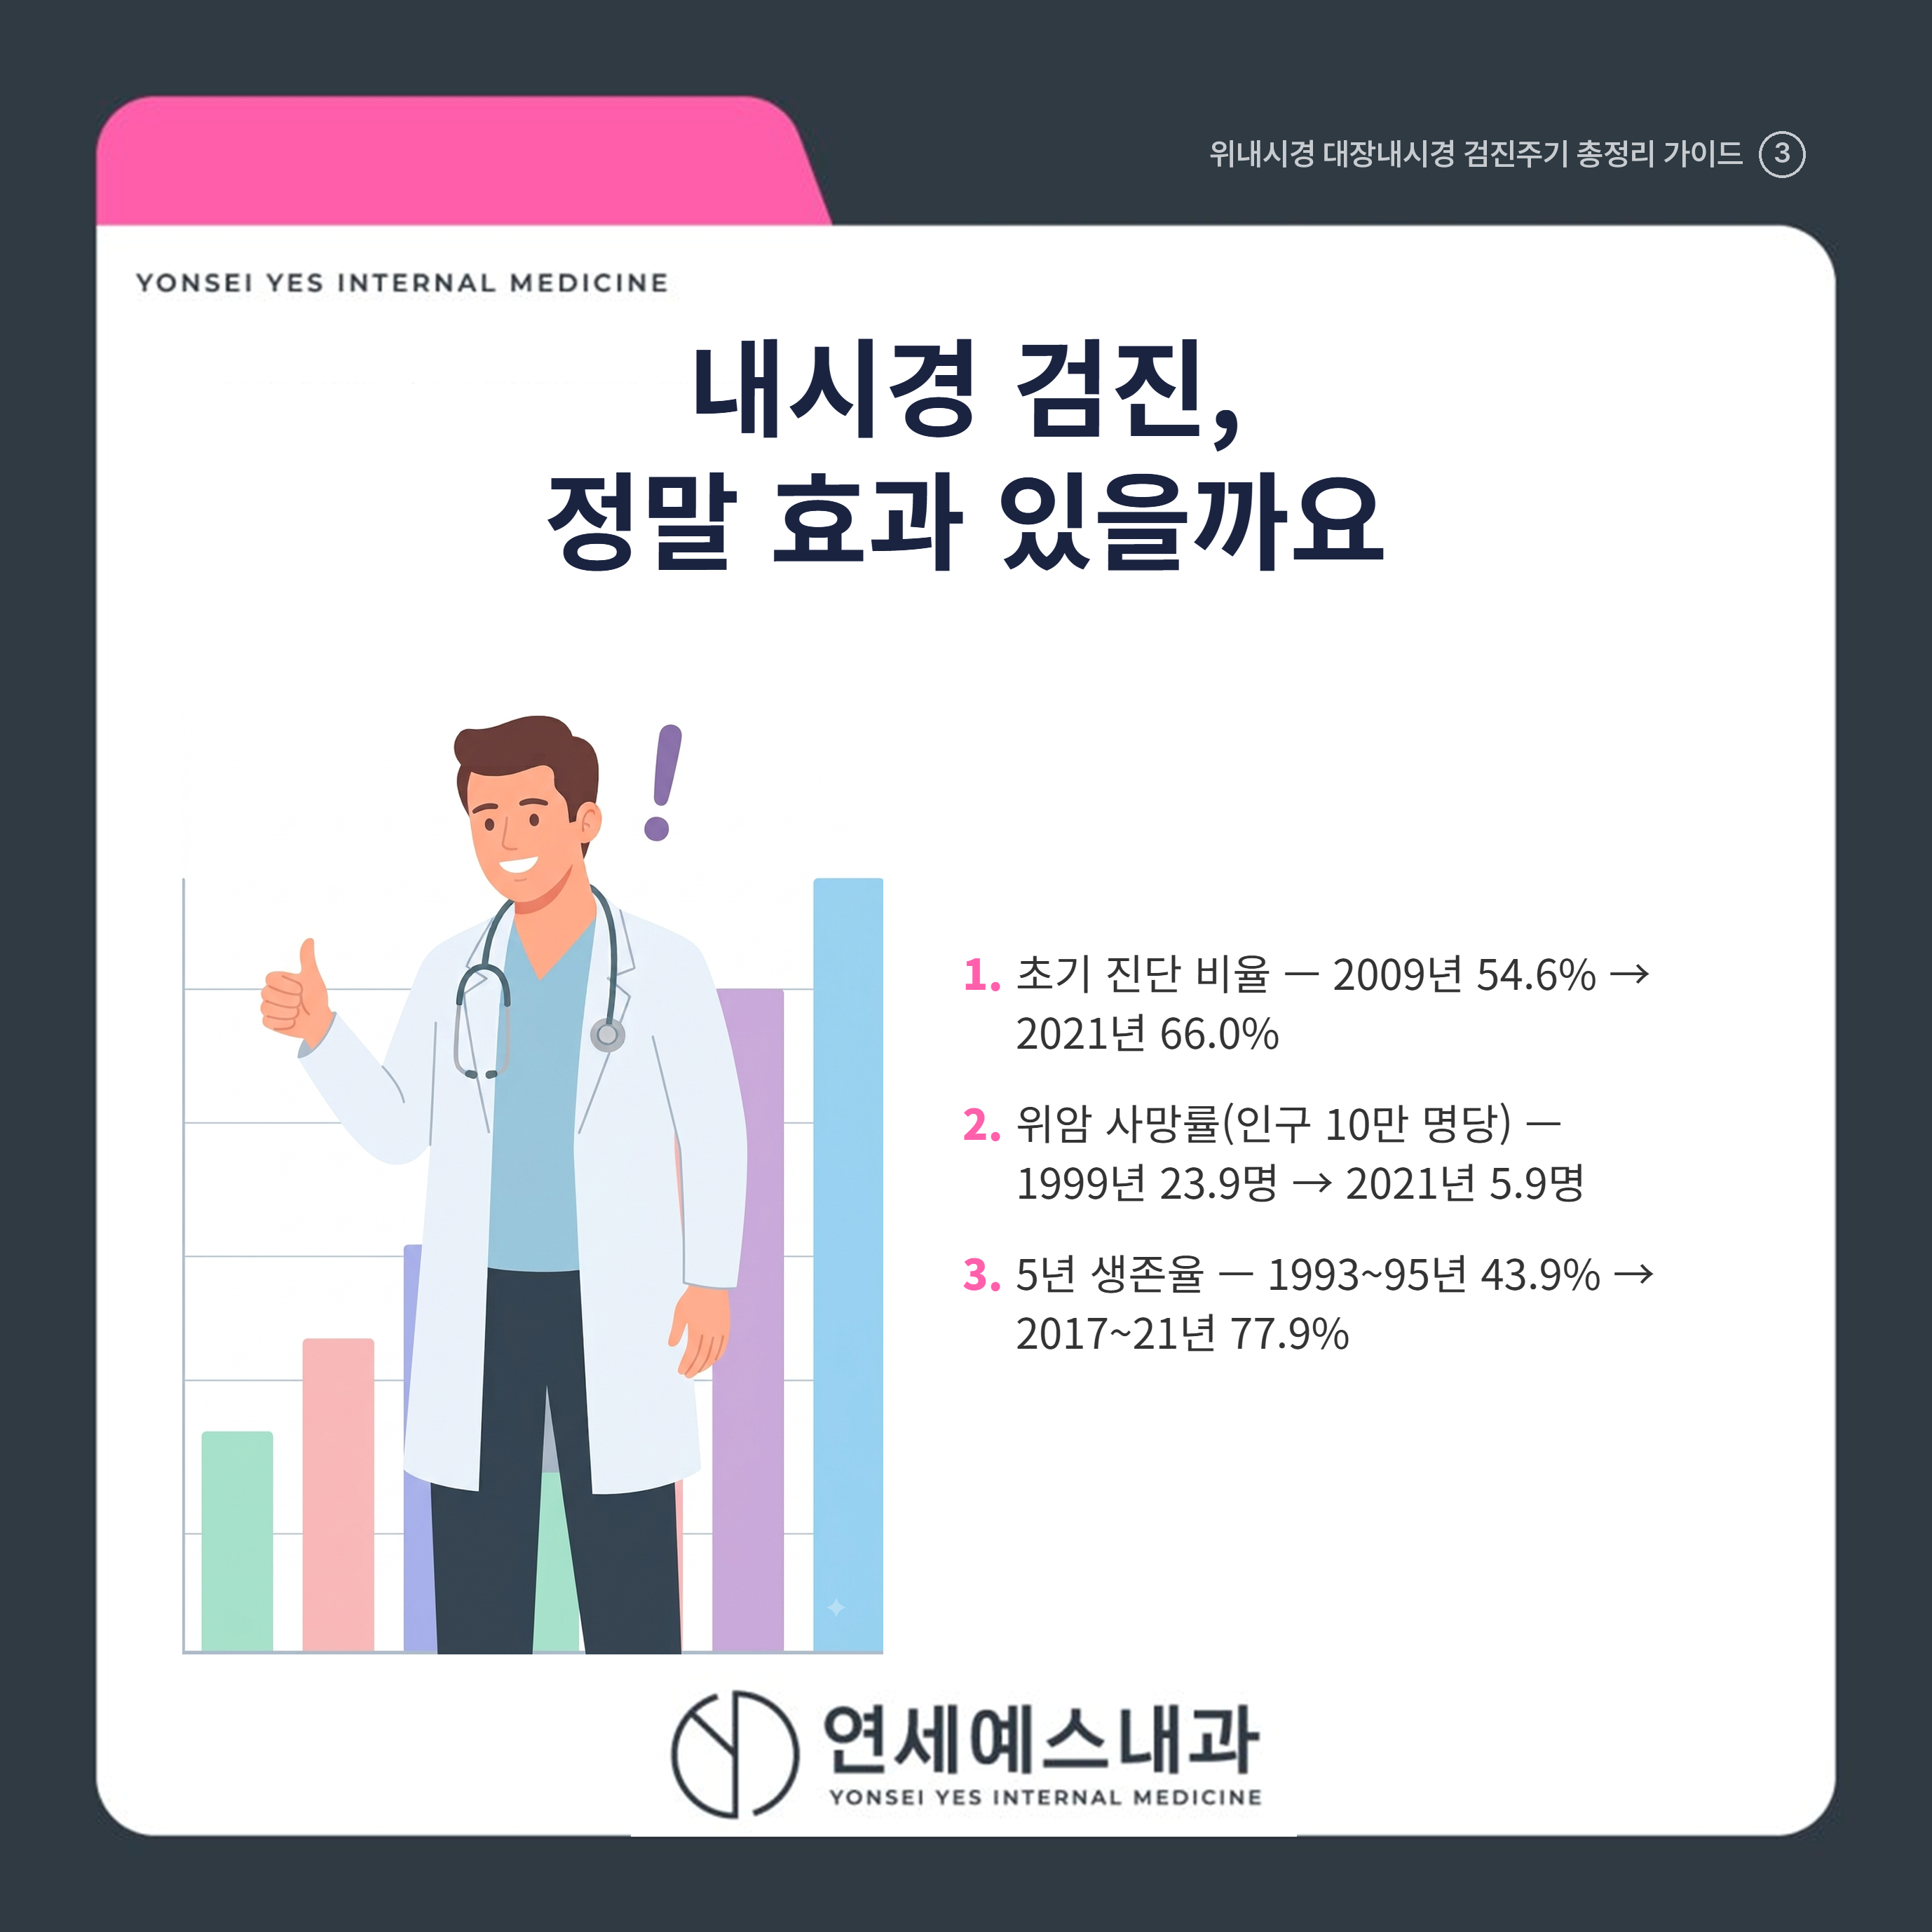 위내시경 대장내시경 검진주기 총정리 가이드 3
YONSEI YES INTERNAL MEDICINE
내시경 검진,
정말 효과 있을까요
!
1. 초기 진단 비율 — 2009년 54.6% →
2021년 66.0%
2. 위암 사망률(인구 10만 명당) —
1999년 23.9명 → 2021년 5.9명
3. 5년 생존율 — 1993~95년 43.9% →
2017~21년 77.9%
연세예스내과
YONSEI YES INTERNAL MEDICINE